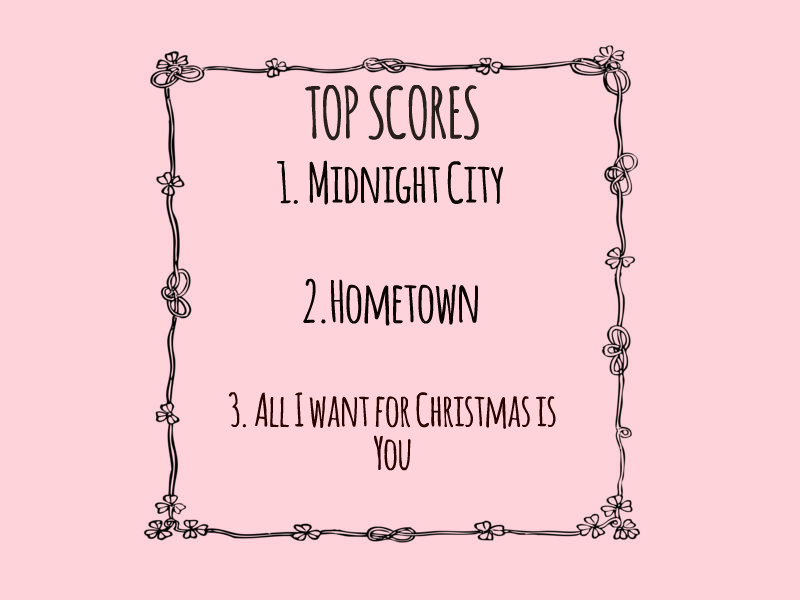 TOP SCORES
1. Midnight City
2.Hometown
3. All I want for Christmas is
You